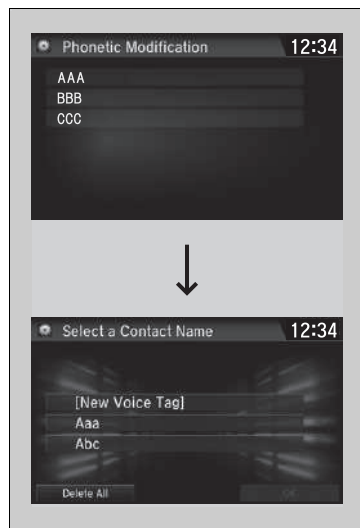 Phonetic Modification 12:34
AAA
BBB
CCC
Select a Contact Name 12:34
[New Voice Tag]
Aaa
Abc
Delete All OK